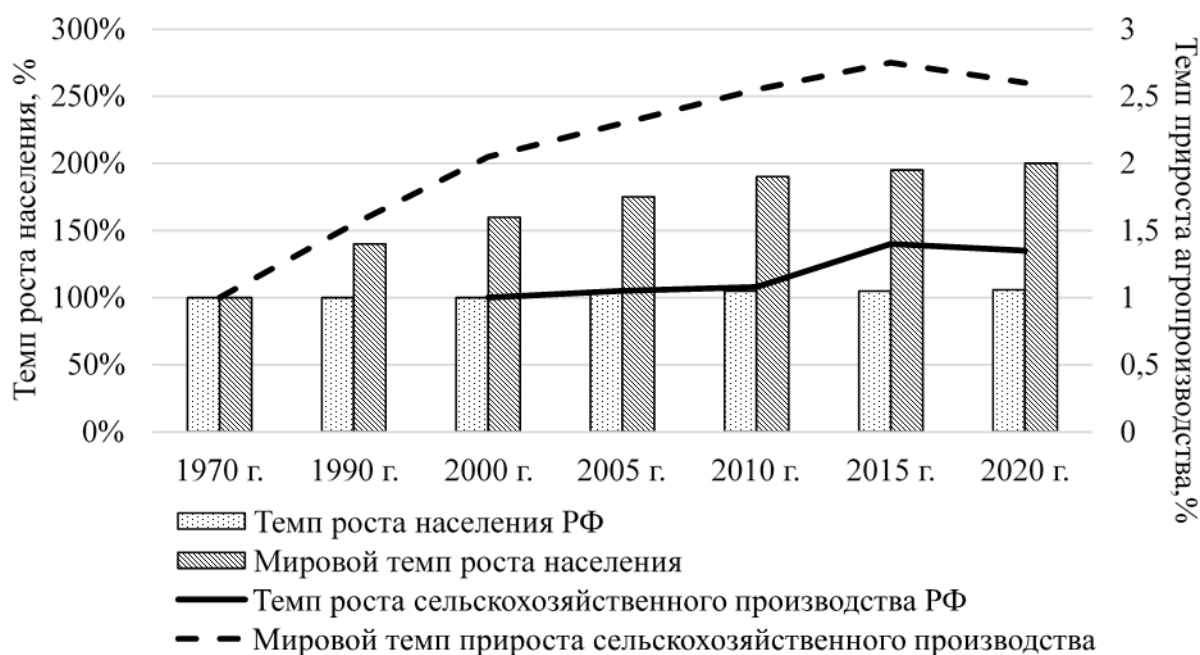 Темп роста населения, %
300%
250%
200%
150%
100%
50%
0%
3
2,5
2
1,5
1
0,5
0
Темп прироста агропроизводства,%
1970 г. 1990 г. 2000 г. 2005 г. 2010 г. 2015 г. 2020 г.
Темп роста населения РФ
Мировой темп роста населения
Темп роста сельскохозяйственного производства РФ
Мировой темп прироста сельскохозяйственного производства